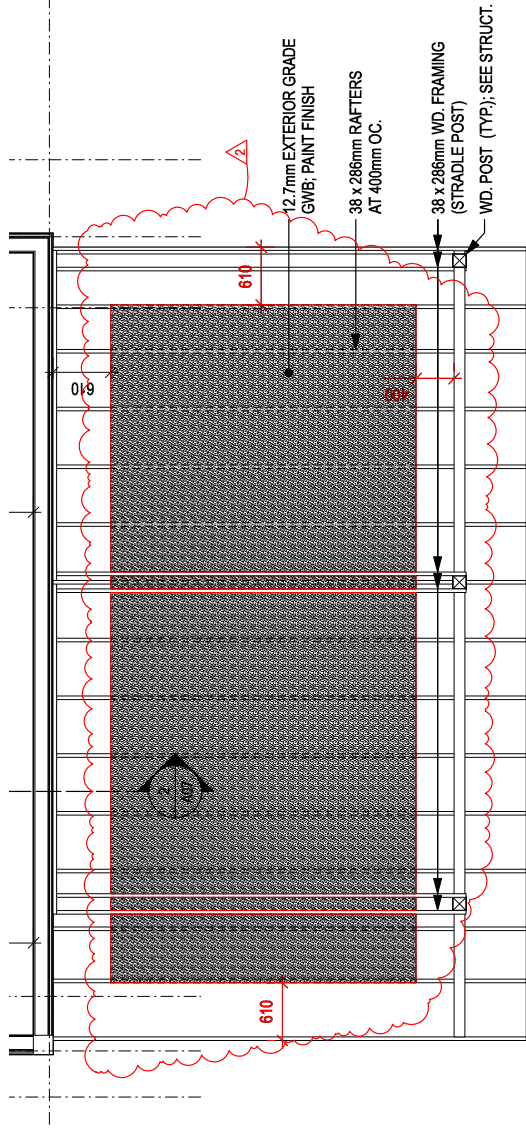 2
12.7mm EXTERIOR GRADE
GWB; PAINT FINISH
38 x 286mm RAFTERS
AT 400mm OC.
38 x 286mm WD. FRAMING
(STRADLE POST)
WD. POST (TYP.); SEE STRUCT.
610
610
400
2
A07
610